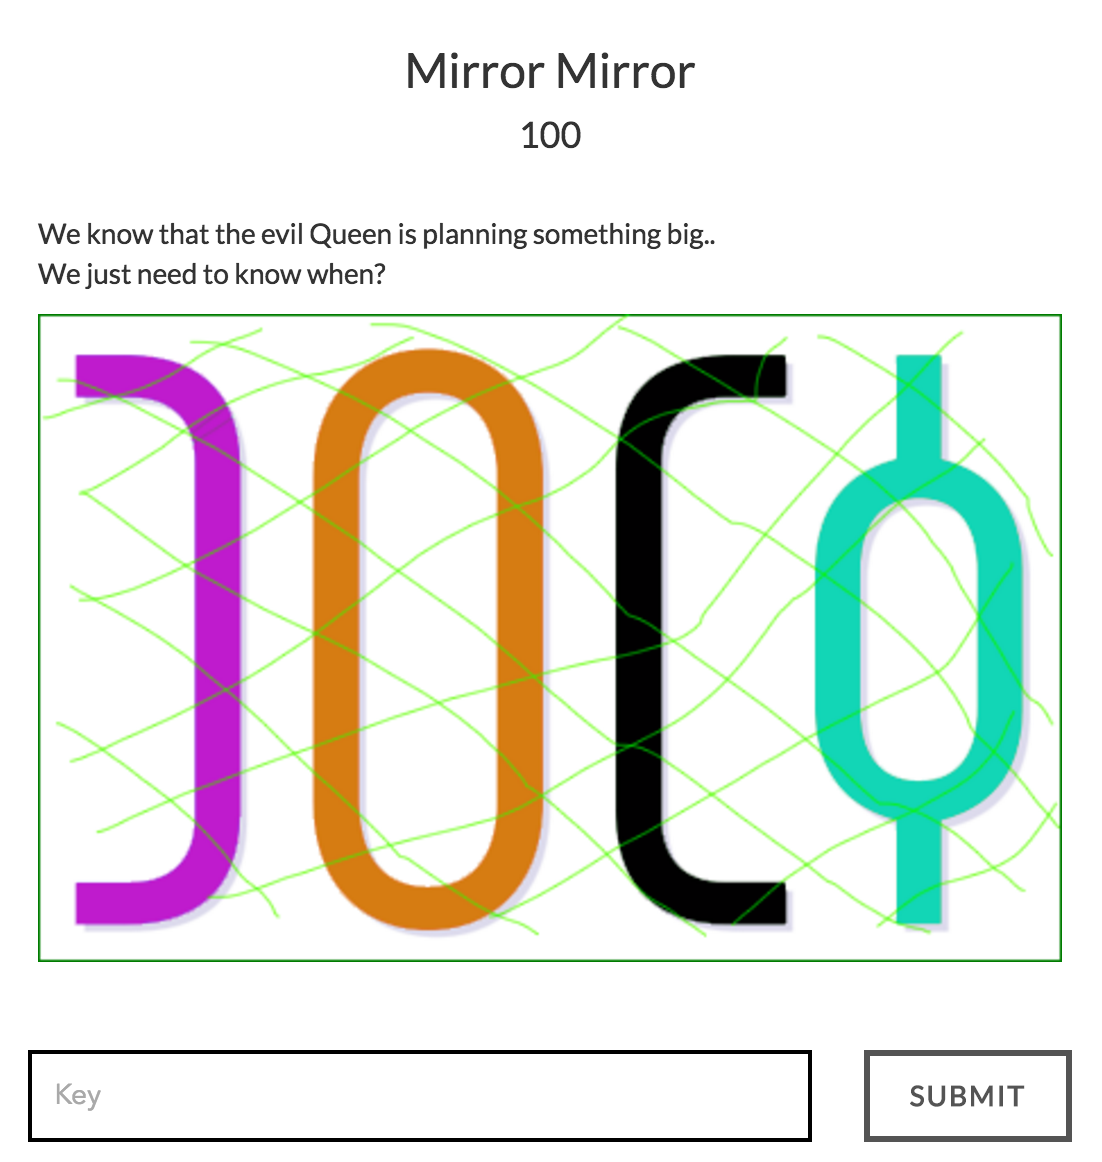 Mirror Mirror
100
We know that the evil Queen is planning something big..
We just need to know when?
Key
SUBMIT